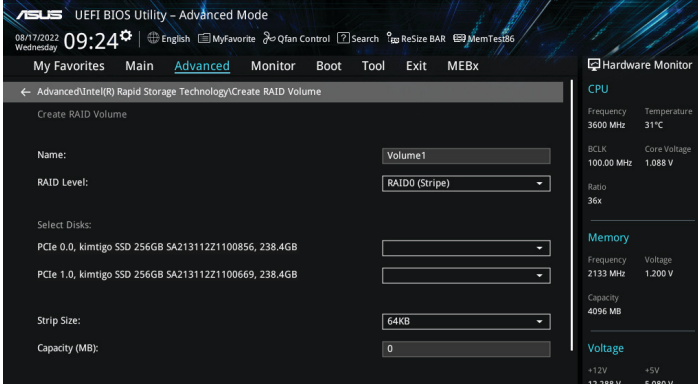 ASUS UEFI BIOS Utility – Advanced Mode
08/17/2022
Wednesday
09:24
English MyFavorite Qfan Control ? Search ReSize BAR MemTest86
My Favorites Main Advanced Monitor Boot Tool Exit MEBx
← Advanced\Intel(R) Rapid Storage Technology\Create RAID Volume
Create RAID Volume
Name: Volume1
RAID Level: RAID0 (Stripe)
Select Disks:
PCIe 0.0, kimtigo SSD 256GB SA213112Z1100856, 238.4GB
PCIe 1.0, kimtigo SSD 256GB SA213112Z1100669, 238.4GB
Strip Size: 64KB
Capacity (MB): 0
Hardware Monitor
CPU
Frequency Temperature
3600 MHz 31°C
BCLK Core Voltage
100.00 MHz 1.088 V
Ratio
36x
Memory
Frequency Voltage
2133 MHz 1.200 V
Capacity
4096 MB
Voltage
+12V +5V
12.288 V 5.080 V